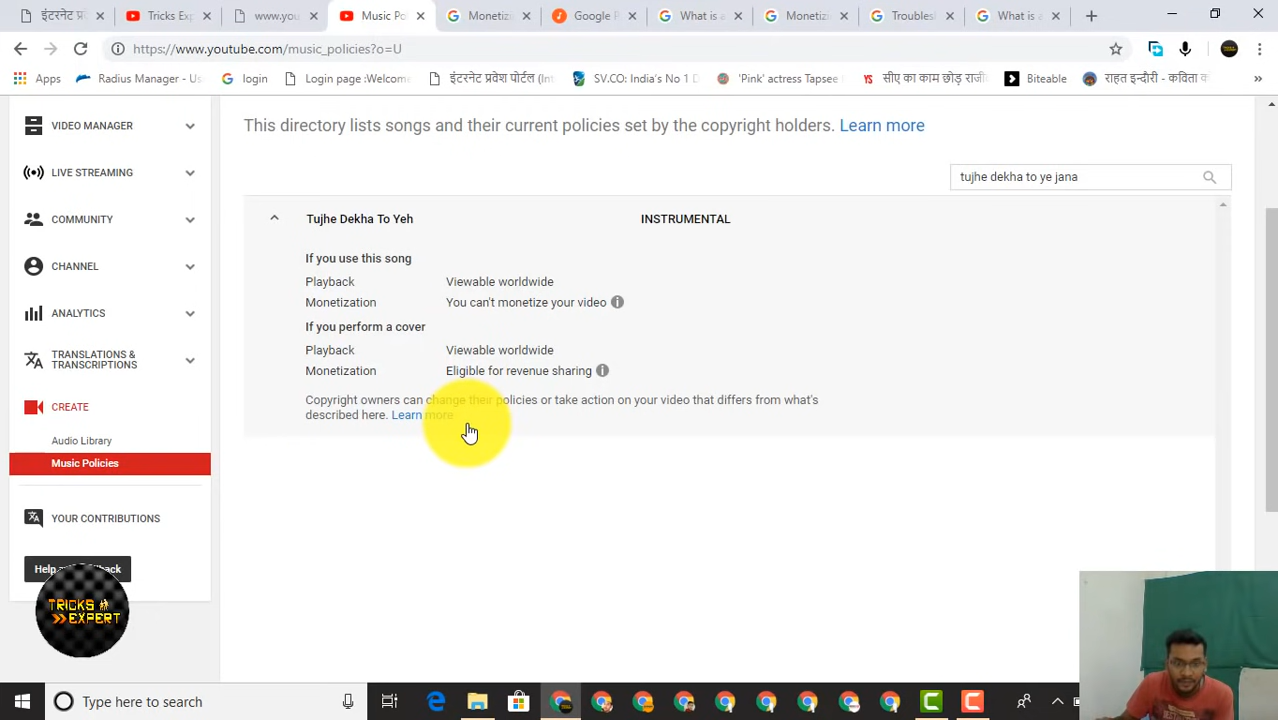 इंटरनेट प्रवे
Tricks Exper
www.you
Music Po
Monetiza
Google P
What is a
Monetiz
Troubles
What is a
https://www.youtube.com/music_policies?o=U
Apps
Radius Manager - Us
login
Login page :Welcome
इंटरनेट प्रवेश पोर्टल (Int
SV.CO: India's No 1 D
'Pink' actress Tapsee
YS सीए का काम छोड़ राजी
Biteable
राहत इन्दौरी - कविता क
VIDEO MANAGER
LIVE STREAMING
COMMUNITY
CHANNEL
ANALYTICS
TRANSLATIONS &
TRANSCRIPTIONS
CREATE
Audio Library
Music Policies
YOUR CONTRIBUTIONS
Help
back
TRICKS
EXPERT
This directory lists songs and their current policies set by the copyright holders. Learn more
tujhe dekha to ye jana
Tujhe Dekha To Yeh INSTRUMENTAL
If you use this song
Playback Viewable worldwide
Monetization You can't monetize your video
If you perform a cover
Playback Viewable worldwide
Monetization Eligible for revenue sharing
Copyright owners can change their policies or take action on your video that differs from what's
described here. Learn more
Type here to search